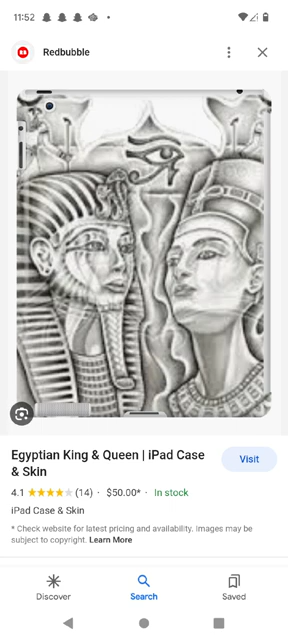 11:52
Redbubble
Egyptian King & Queen | iPad Case
& Skin
Visit
4.1 ★★★★★ (14) · $50.00* · In stock
iPad Case & Skin
* Check website for latest pricing and availability. Images may be
subject to copyright. Learn More
Discover
Search
Saved